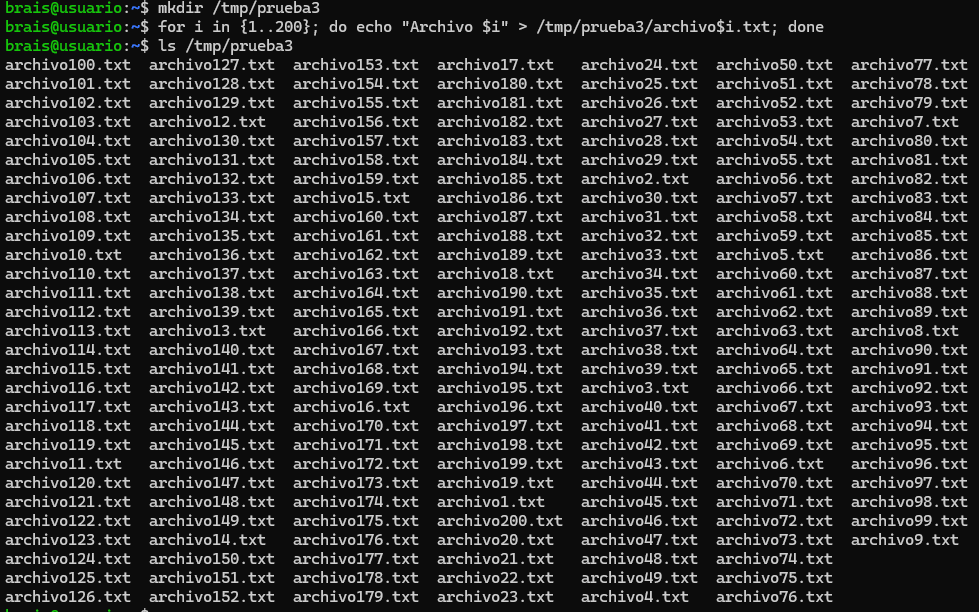 brais@usuario:~$ mkdir /tmp/prueba3
brais@usuario:~$ for i in {1..200}; do echo "Archivo $i" > /tmp/prueba3/archivo$i.txt; done
brais@usuario:~$ ls /tmp/prueba3
archivo100.txt archivo127.txt archivo153.txt archivo17.txt archivo24.txt archivo50.txt archivo77.txt
archivo101.txt archivo128.txt archivo154.txt archivo180.txt archivo25.txt archivo51.txt archivo78.txt
archivo102.txt archivo129.txt archivo155.txt archivo181.txt archivo26.txt archivo52.txt archivo79.txt
archivo103.txt archivo12.txt archivo156.txt archivo182.txt archivo27.txt archivo53.txt archivo7.txt
archivo104.txt archivo130.txt archivo157.txt archivo183.txt archivo28.txt archivo54.txt archivo80.txt
archivo105.txt archivo131.txt archivo158.txt archivo184.txt archivo29.txt archivo55.txt archivo81.txt
archivo106.txt archivo132.txt archivo159.txt archivo185.txt archivo2.txt archivo56.txt archivo82.txt
archivo107.txt archivo133.txt archivo15.txt archivo186.txt archivo30.txt archivo57.txt archivo83.txt
archivo108.txt archivo134.txt archivo160.txt archivo187.txt archivo31.txt archivo58.txt archivo84.txt
archivo109.txt archivo135.txt archivo161.txt archivo188.txt archivo32.txt archivo59.txt archivo85.txt
archivo10.txt archivo136.txt archivo162.txt archivo189.txt archivo33.txt archivo5.txt archivo86.txt
archivo110.txt archivo137.txt archivo163.txt archivo18.txt archivo34.txt archivo60.txt archivo87.txt
archivo111.txt archivo138.txt archivo164.txt archivo190.txt archivo35.txt archivo61.txt archivo88.txt
archivo112.txt archivo139.txt archivo165.txt archivo191.txt archivo36.txt archivo62.txt archivo89.txt
archivo113.txt archivo13.txt archivo166.txt archivo192.txt archivo37.txt archivo63.txt archivo8.txt
archivo114.txt archivo140.txt archivo167.txt archivo193.txt archivo38.txt archivo64.txt archivo90.txt
archivo115.txt archivo141.txt archivo168.txt archivo194.txt archivo39.txt archivo65.txt archivo91.txt
archivo116.txt archivo142.txt archivo169.txt archivo195.txt archivo3.txt archivo66.txt archivo92.txt
archivo117.txt archivo143.txt archivo16.txt archivo196.txt archivo40.txt archivo67.txt archivo93.txt
archivo118.txt archivo144.txt archivo170.txt archivo197.txt archivo41.txt archivo68.txt archivo94.txt
archivo119.txt archivo145.txt archivo171.txt archivo198.txt archivo42.txt archivo69.txt archivo95.txt
archivo11.txt archivo146.txt archivo172.txt archivo199.txt archivo43.txt archivo6.txt archivo96.txt
archivo120.txt archivo147.txt archivo173.txt archivo19.txt archivo44.txt archivo70.txt archivo97.txt
archivo121.txt archivo148.txt archivo174.txt archivo1.txt archivo45.txt archivo71.txt archivo98.txt
archivo122.txt archivo149.txt archivo175.txt archivo200.txt archivo46.txt archivo72.txt archivo99.txt
archivo123.txt archivo14.txt archivo176.txt archivo20.txt archivo47.txt archivo73.txt archivo9.txt
archivo124.txt archivo150.txt archivo177.txt archivo21.txt archivo48.txt archivo74.txt
archivo125.txt archivo151.txt archivo178.txt archivo22.txt archivo49.txt archivo75.txt
archivo126.txt archivo152.txt archivo179.txt archivo23.txt archivo4.txt archivo76.txt